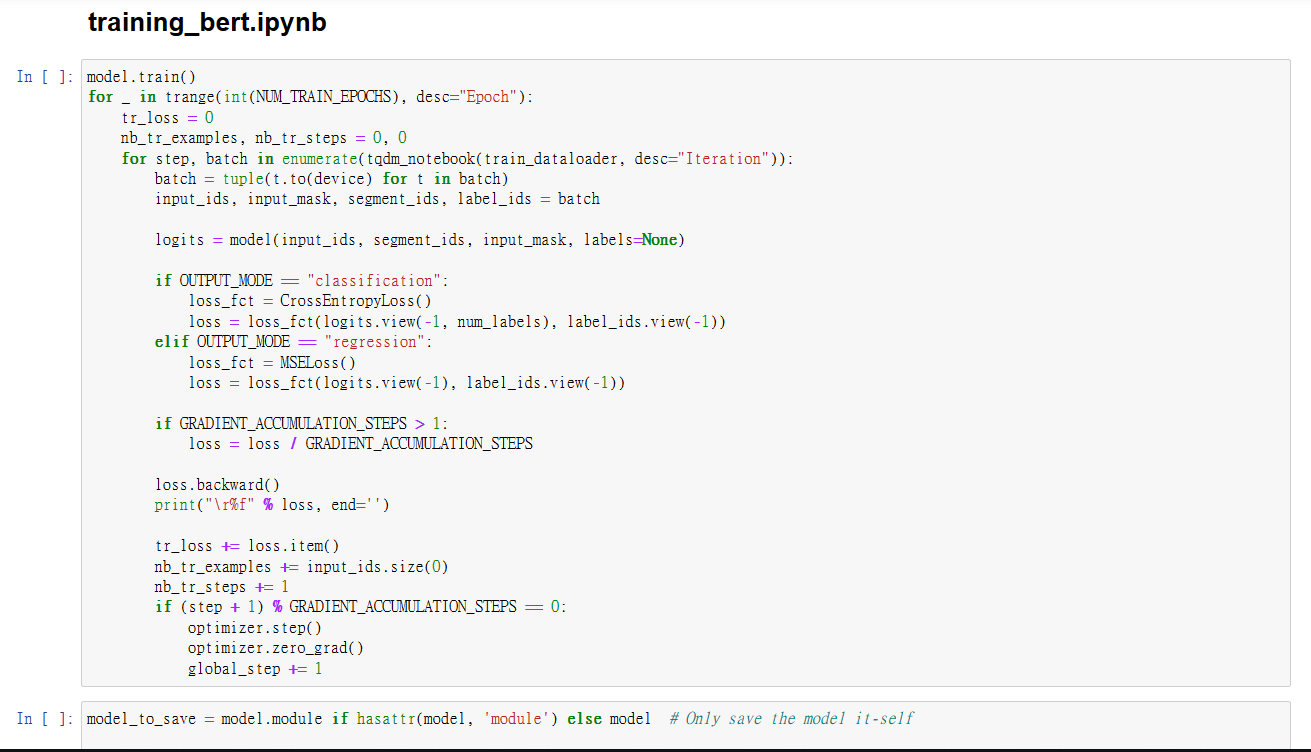 training_bert.ipynb
In [ ]:
model.train()
for _ in trange(int(NUM_TRAIN_EPOCHS), desc="Epoch"):
    tr_loss = 0
    nb_tr_examples, nb_tr_steps = 0, 0
    for step, batch in enumerate(tqdm_notebook(train_dataloader, desc="Iteration")):
        batch = tuple(t.to(device) for t in batch)
        input_ids, input_mask, segment_ids, label_ids = batch

        logits = model(input_ids, segment_ids, input_mask, labels=None)

        if OUTPUT_MODE == "classification":
            loss_fct = CrossEntropyLoss()
            loss = loss_fct(logits.view(-1, num_labels), label_ids.view(-1))
        elif OUTPUT_MODE == "regression":
            loss_fct = MSELoss()
            loss = loss_fct(logits.view(-1), label_ids.view(-1))

        if GRADIENT_ACCUMULATION_STEPS > 1:
            loss = loss / GRADIENT_ACCUMULATION_STEPS

        loss.backward()
        print("\r%f" % loss, end='')

        tr_loss += loss.item()
        nb_tr_examples += input_ids.size(0)
        nb_tr_steps += 1
        if (step + 1) % GRADIENT_ACCUMULATION_STEPS == 0:
            optimizer.step()
            optimizer.zero_grad()
            global_step += 1
In [ ]:
model_to_save = model.module if hasattr(model, 'module') else model  # Only save the model it-self